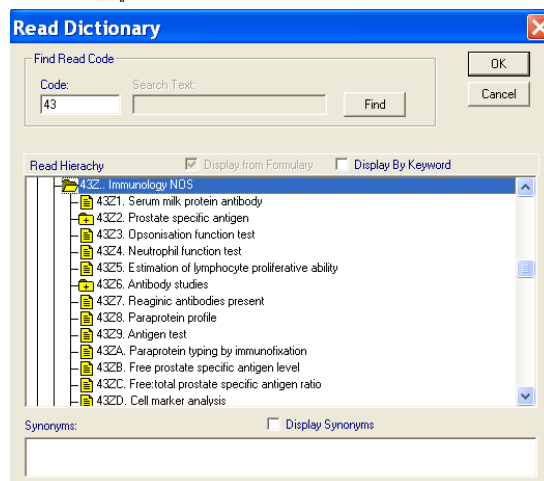 Read Dictionary
Find Read Code
OK
Code:
Search Text:
43
Find
Cancel
Read Hierachy
Display from Formulary
Display By Keyword
43Z.. Immunology NOS
43Z1. Serum milk protein antibody
43Z2. Prostate specific antigen
43Z3. Opsonisation function test
43Z4. Neutrophil function test
43Z5. Estimation of lymphocyte proliferative ability
43Z6. Antibody studies
43Z7. Reaginic antibodies present
43Z8. Paraprotein profile
43Z9. Antigen test
43ZA. Paraprotein typing by immunofixation
43ZB. Free prostate specific antigen level
43ZC. Free:total prostate specific antigen ratio
43ZD. Cell marker analysis
Synonyms:
Display Synonyms